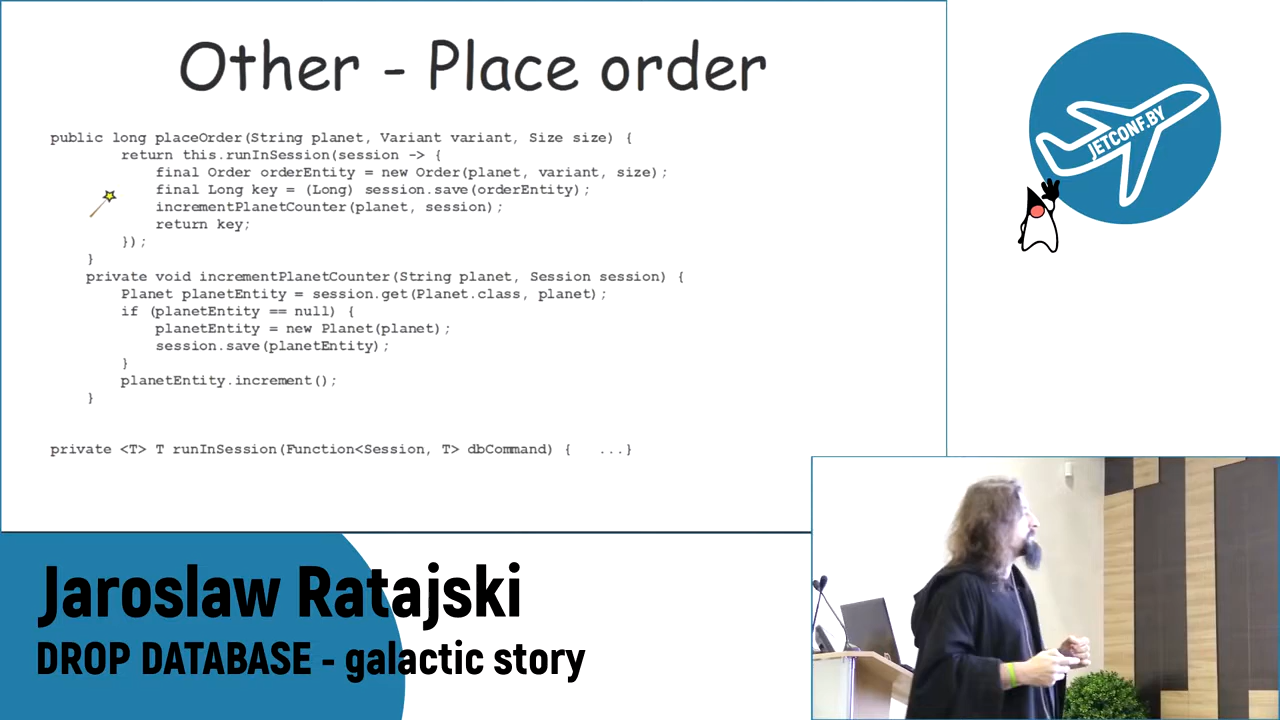 Other - Place order
public long placeOrder(String planet, Variant variant, Size size) {
return this.runInSession(session -> {
final Order orderEntity = new Order(planet, variant, size);
final Long key = (Long) session.save(orderEntity);
incrementPlanetCounter(planet, session);
return key;
});
}
private void incrementPlanetCounter(String planet, Session session) {
Planet planetEntity = session.get(Planet.class, planet);
if (planetEntity == null) {
planetEntity = new Planet(planet);
session.save(planetEntity);
}
planetEntity.increment();
}
private <T> T runInSession(Function<Session, T> dbCommand) { ...}
JETCONF.BY
Jaroslaw Ratajski
DROP DATABASE - galactic story